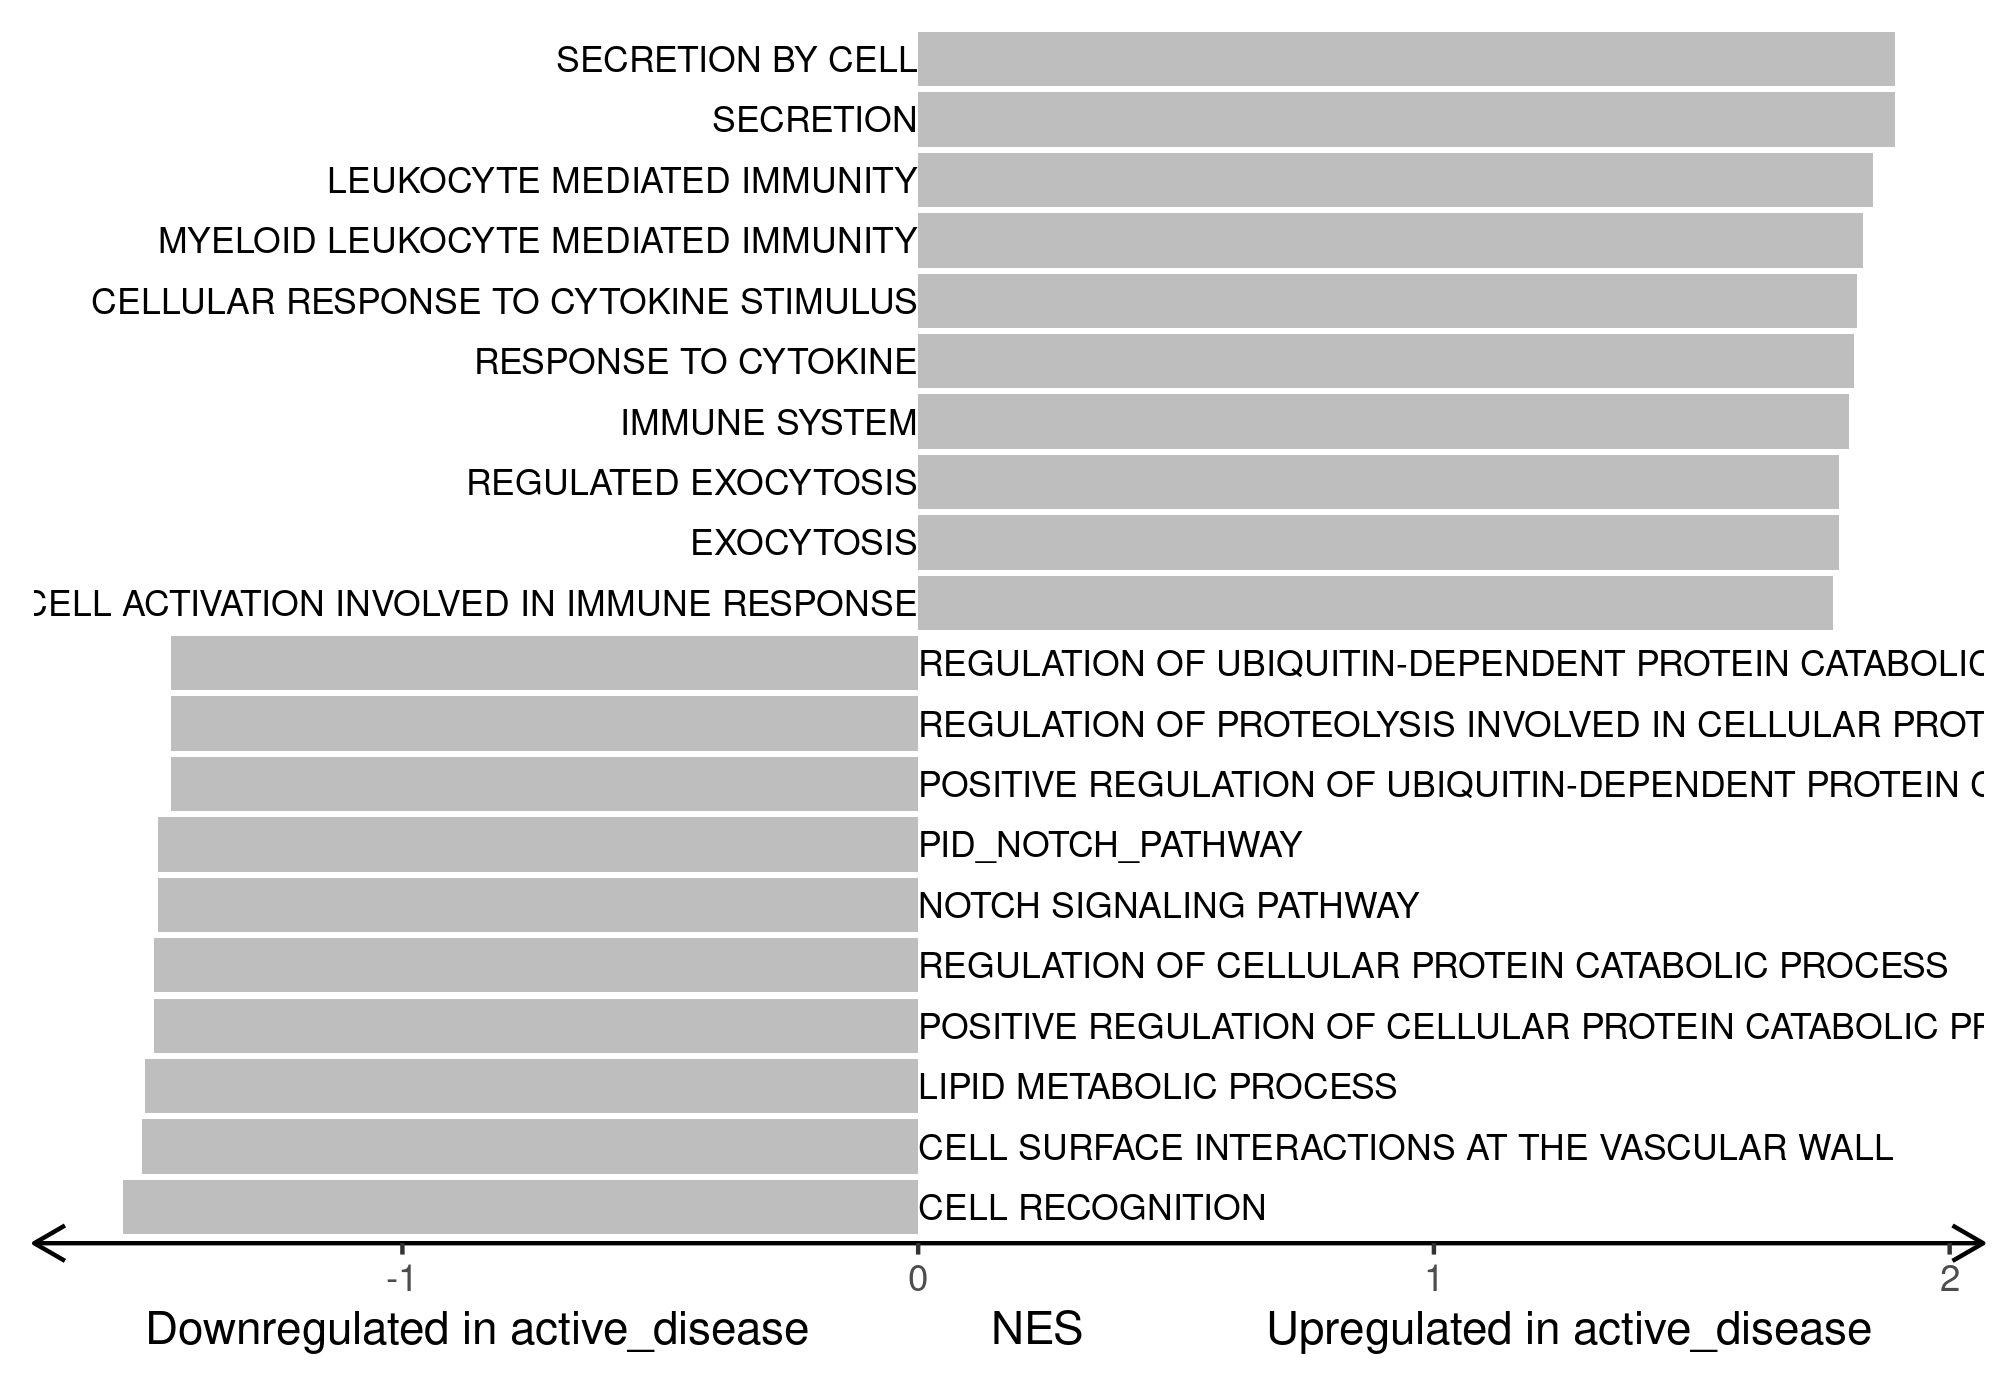 SECRETION BY CELL
SECRETION
LEUKOCYTE MEDIATED IMMUNITY
MYELOID LEUKOCYTE MEDIATED IMMUNITY
CELLULAR RESPONSE TO CYTOKINE STIMULUS
RESPONSE TO CYTOKINE
IMMUNE SYSTEM
REGULATED EXOCYTOSIS
EXOCYTOSIS
CELL ACTIVATION INVOLVED IN IMMUNE RESPONSE
REGULATION OF UBIQUITIN-DEPENDENT PROTEIN CATABOLIC
REGULATION OF PROTEOLYSIS INVOLVED IN CELLULAR PROT
POSITIVE REGULATION OF UBIQUITIN-DEPENDENT PROTEIN
PID_NOTCH_PATHWAY
NOTCH SIGNALING PATHWAY
REGULATION OF CELLULAR PROTEIN CATABOLIC PROCESS
POSITIVE REGULATION OF CELLULAR PROTEIN CATABOLIC
LIPID METABOLIC PROCESS
CELL SURFACE INTERACTIONS AT THE VASCULAR WALL
CELL RECOGNITION
-1 0 1 2
Downregulated in active_disease NES Upregulated in active_disease